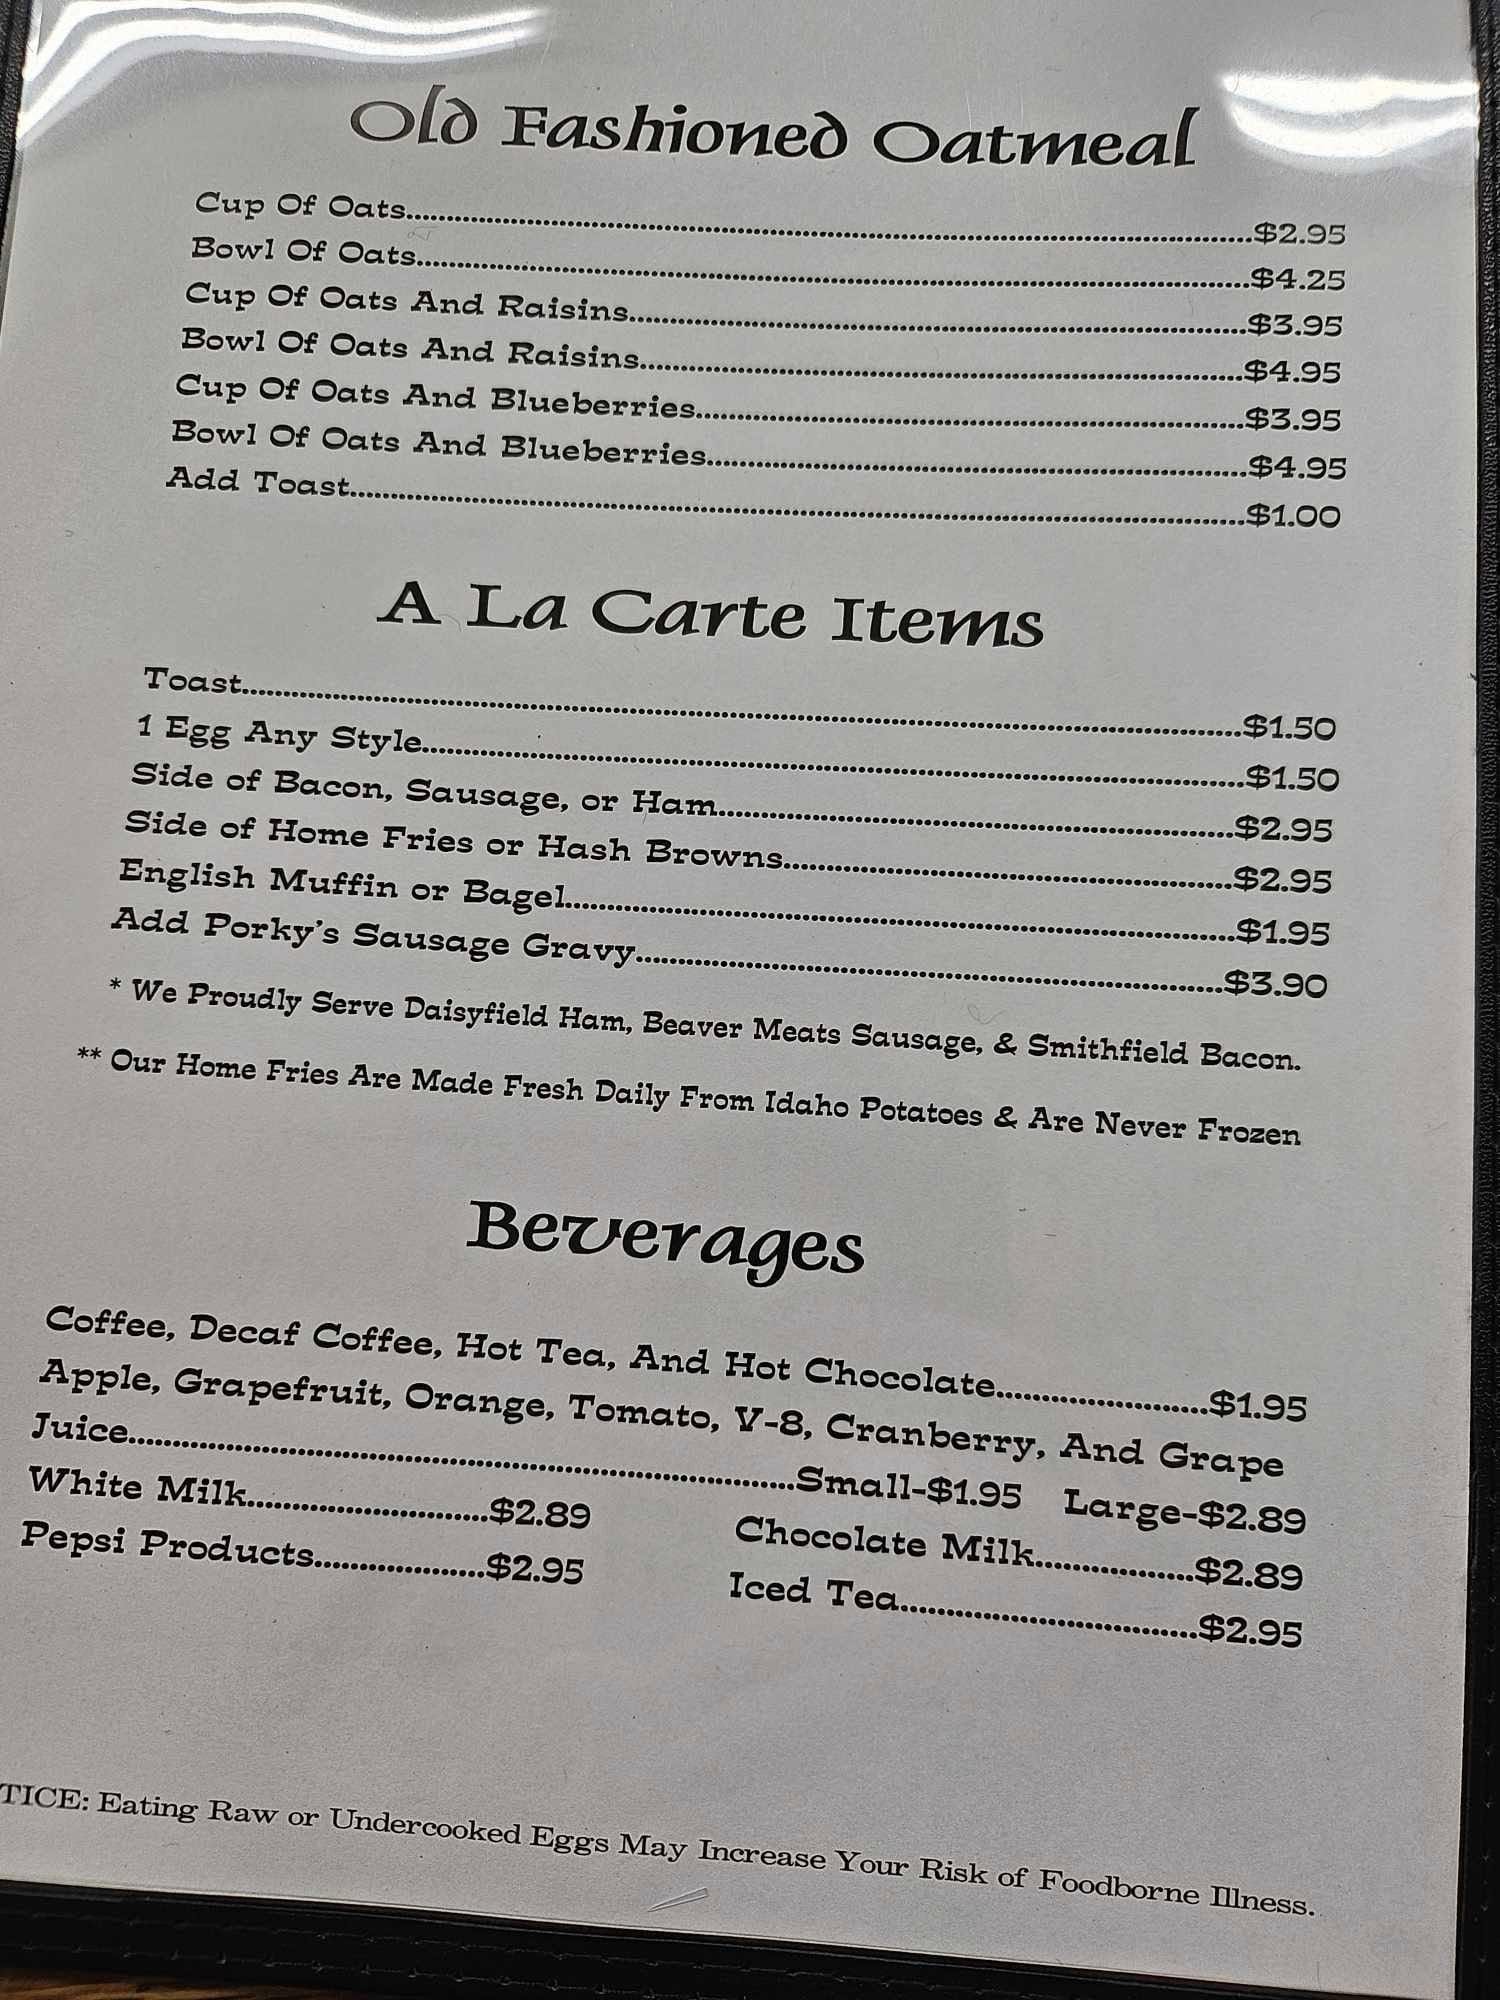 Old Fashioned Oatmeal
Cup Of Oats........................$2.95
Bowl Of Oats........................$4.25
Cup Of Oats And Raisins........................$3.95
Bowl Of Oats And Raisins........................$4.95
Cup Of Oats And Blueberries........................$3.95
Bowl Of Oats And Blueberries........................$4.95
Add Toast........................$1.00
A La Carte Items
Toast........................$1.50
1 Egg Any Style........................$1.50
Side of Bacon, Sausage, or Ham........................$2.95
Side of Home Fries or Hash Browns........................$2.95
English Muffin or Bagel........................$1.95
Add Porky's Sausage Gravy........................$3.90
* We Proudly Serve Daisyfield Ham, Beaver Meats Sausage, & Smithfield Bacon.
** Our Home Fries Are Made Fresh Daily From Idaho Potatoes & Are Never Frozen
Beverages
Coffee, Decaf Coffee, Hot Tea, And Hot Chocolate........................$1.95
Apple, Grapefruit, Orange, Tomato, V-8, Cranberry, And Grape
Juice........................Small-$1.95 Large-$2.89
White Milk........................$2.89 Chocolate Milk........................$2.89
Pepsi Products........................$2.95 Iced Tea........................$2.95
TICE: Eating Raw or Undercooked Eggs May Increase Your Risk of Foodborne Illness.